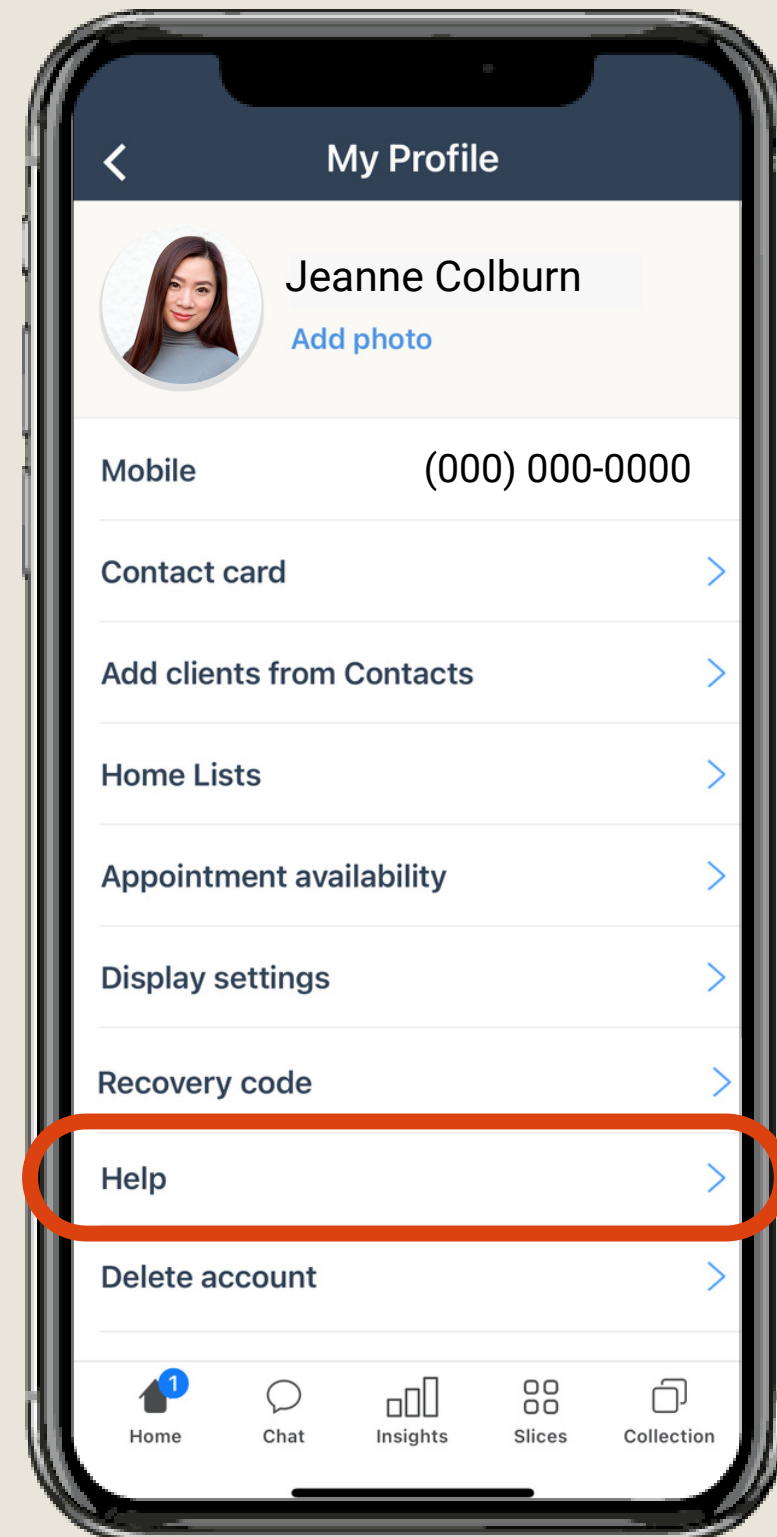 My Profile
Jeanne Colburn
Add photo
Mobile (000) 000-0000
Contact card
Add clients from Contacts
Home Lists
Appointment availability
Display settings
Recovery code
Help
Delete account
1
Home Chat Insights Slices Collection